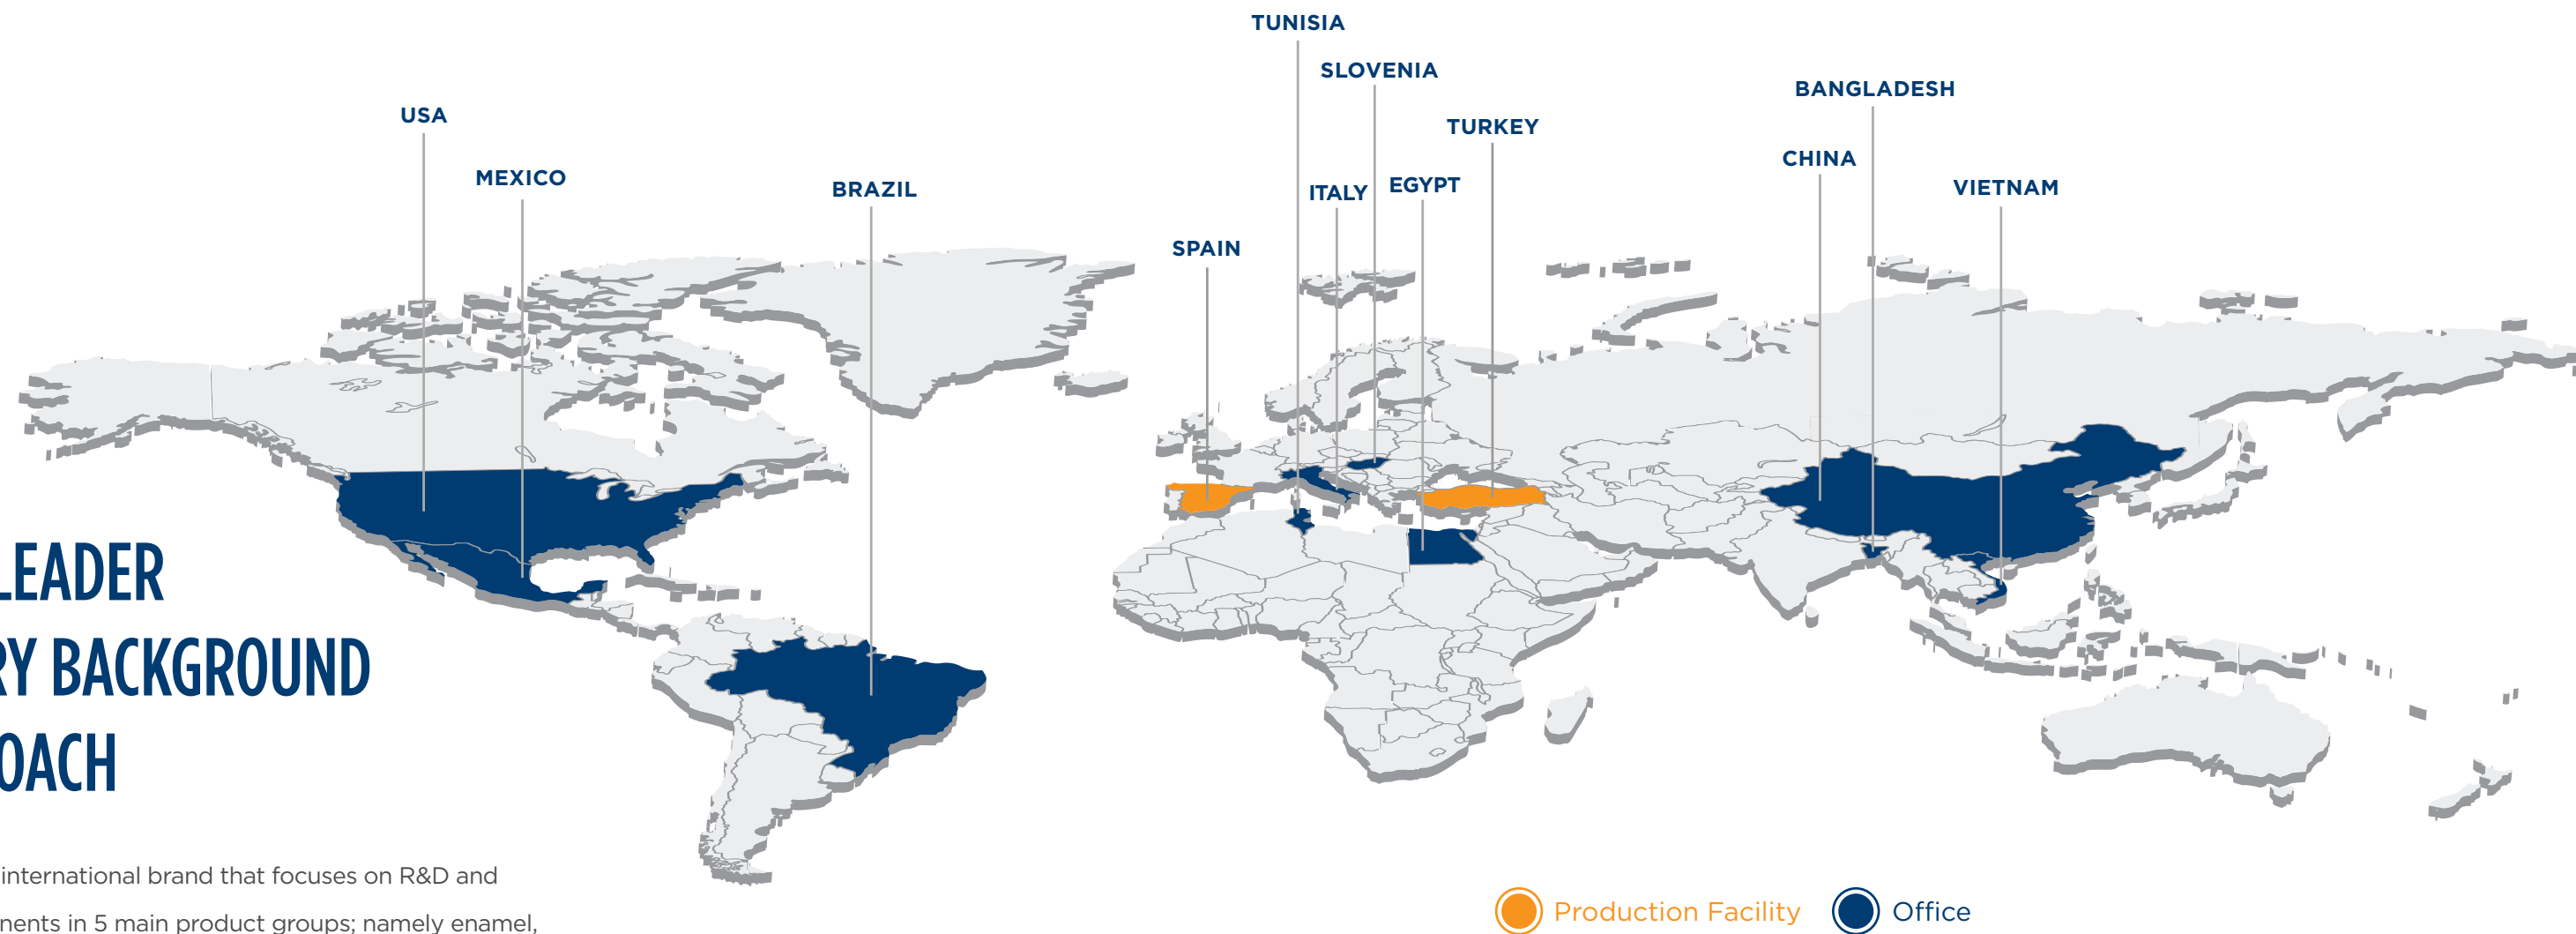 TUNISIA
SLOVENIA
BANGLADESH
USA
TURKEY
CHINA
MEXICO
BRAZIL
ITALY
EGYPT
VIETNAM
SPAIN
LEADER
RY BACKGROUND
OACH
international brand that focuses on R&D and
nents in 5 main product groups; namely enamel,
Production Facility
Office